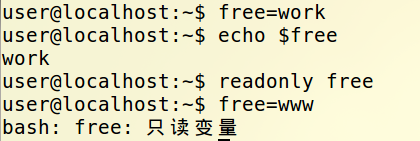 user@localhost:~$ free=work
user@localhost:~$ echo $free
work
user@localhost:~$ readonly free
user@localhost:~$ free=www
bash: free: 只读变量